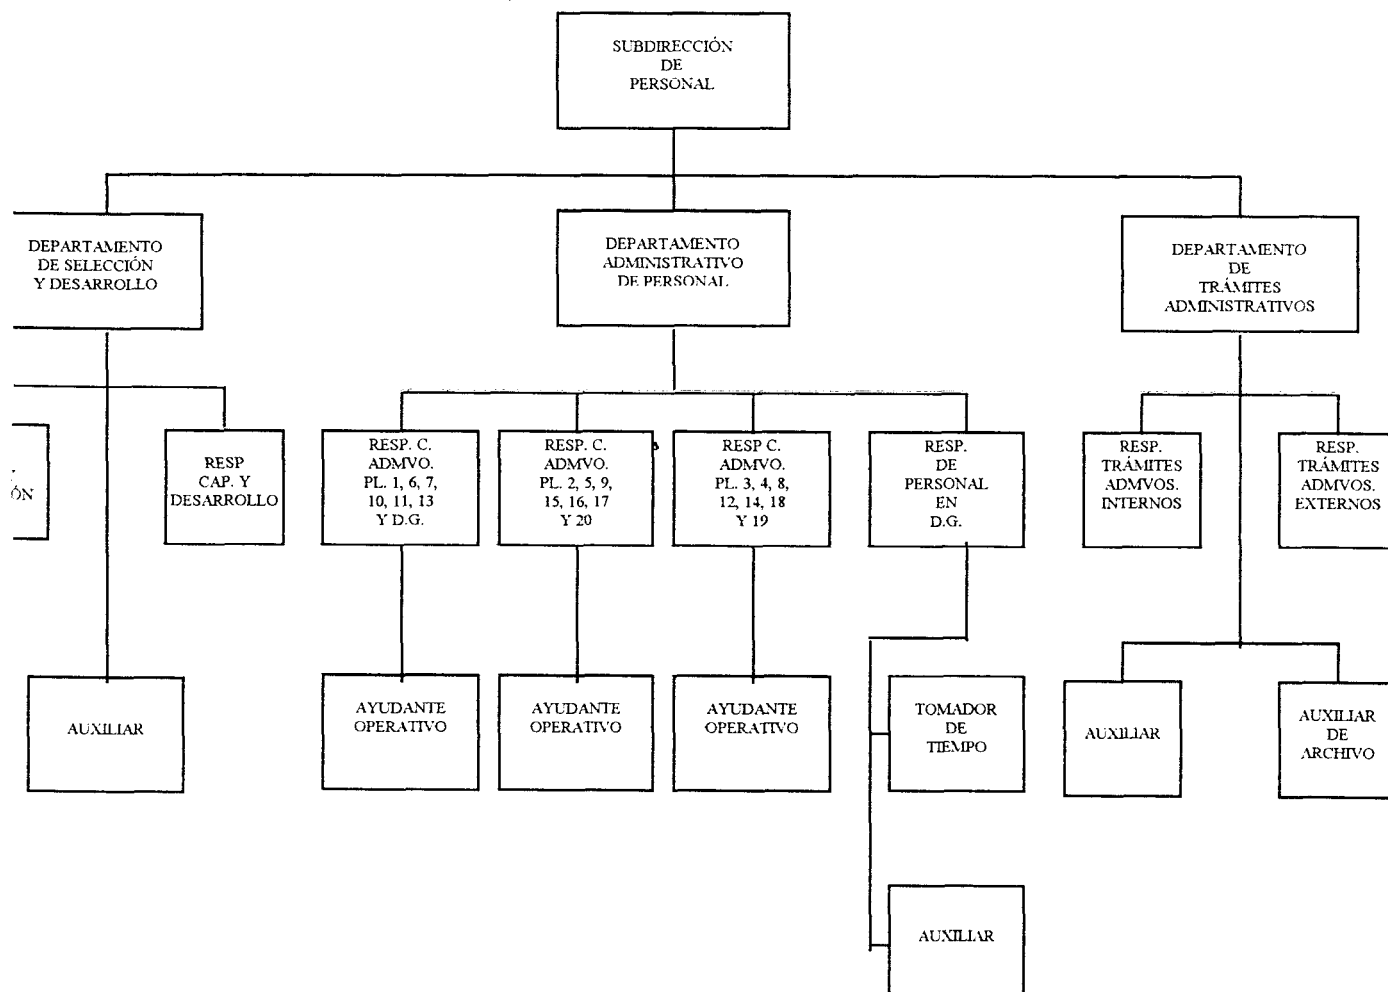 SUBDIRECCIÓN
DE
PERSONAL
DEPARTAMENTO
DE SELECCIÓN
Y DESARROLLO
DEPARTAMENTO
ADMINISTRATIVO
DE PERSONAL
DEPARTAMENTO
DE
TRÁMITES
ADMINISTRATIVOS
RESP
CAP. Y
DESARROLLO
RESP. C.
ADMVO.
PL. 1, 6, 7,
10, 11, 13
Y D.G.
RESP. C.
ADMVO.
PL. 2, 5, 9,
15, 16, 17
Y 20
RESP C.
ADMVO.
PL. 3, 4, 8,
12, 14, 18
Y 19
RESP.
DE
PERSONAL
EN
D.G.
RESP.
TRÁMITES
ADMVOS.
INTERNOS
RESP.
TRÁMITES
ADMVOS.
EXTERNOS
AUXILIAR
AYUDANTE
OPERATIVO
AYUDANTE
OPERATIVO
AYUDANTE
OPERATIVO
TOMADOR
DE
TIEMPO
AUXILIAR
AUXILIAR
DE
ARCHIVO
AUXILIAR